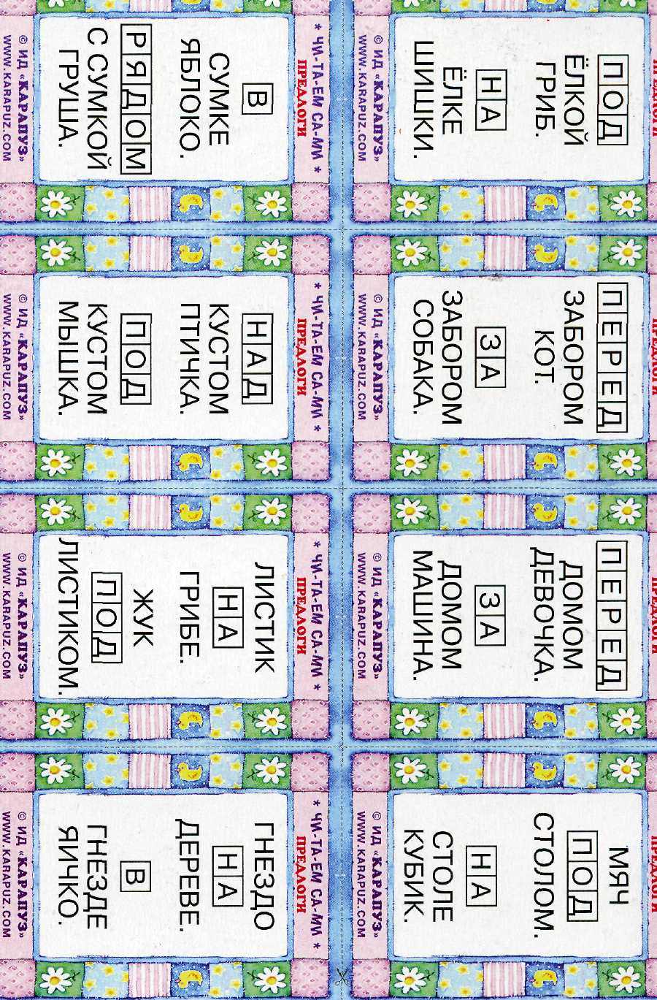 ПРЕДЛОГИ
ПОД
ЁЛКОЙ
ГРИБ.
НА
ЁЛКЕ
ШИШКИ.
© ИД «КАРАПУЗ»
WWW.KARAPUZ.COM
ПРЕДЛОГИ
ПЕРЕД
ЗАБОРОМ
КОТ.
ЗА
ЗАБОРОМ
СОБАКА.
© ИД «КАРАПУЗ»
WWW.KARAPUZ.COM
ПРЕДЛОГИ
ПЕРЕД
ДОМОМ
ДЕВОЧКА.
ЗА
ДОМОМ
МАШИНА.
© ИД «КАРАПУЗ»
WWW.KARAPUZ.COM
ПРЕДЛОГИ
МЯЧ
ПОД
СТОЛОМ.
НА
СТОЛЕ
КУБИК.
© ИД «КАРАПУЗ»
WWW.KARAPUZ.COM
* ЧИ-ТА-ЕМ СА-МИ *
ПРЕДЛОГИ
В
СУМКЕ
ЯБЛОКО.
РЯДОМ
С СУМКОЙ
ГРУША.
© ИД «КАРАПУЗ»
WWW.KARAPUZ.COM
* ЧИ-ТА-ЕМ СА-МИ *
ПРЕДЛОГИ
НАД
КУСТОМ
ПТИЧКА.
ПОД
КУСТОМ
МЫШКА.
© ИД «КАРАПУЗ»
WWW.KARAPUZ.COM
* ЧИ-ТА-ЕМ СА-МИ *
ПРЕДЛОГИ
ЛИСТИК
НА
ГРИБЕ.
ЖУК
ПОД
ЛИСТИКОМ.
© ИД «КАРАПУЗ»
WWW.KARAPUZ.COM
* ЧИ-ТА-ЕМ СА-МИ *
ПРЕДЛОГИ
ГНЕЗДО
НА
ДЕРЕВЕ.
В
ГНЕЗДЕ
ЯИЧКО.
© ИД «КАРАПУЗ»
WWW.KARAPUZ.COM